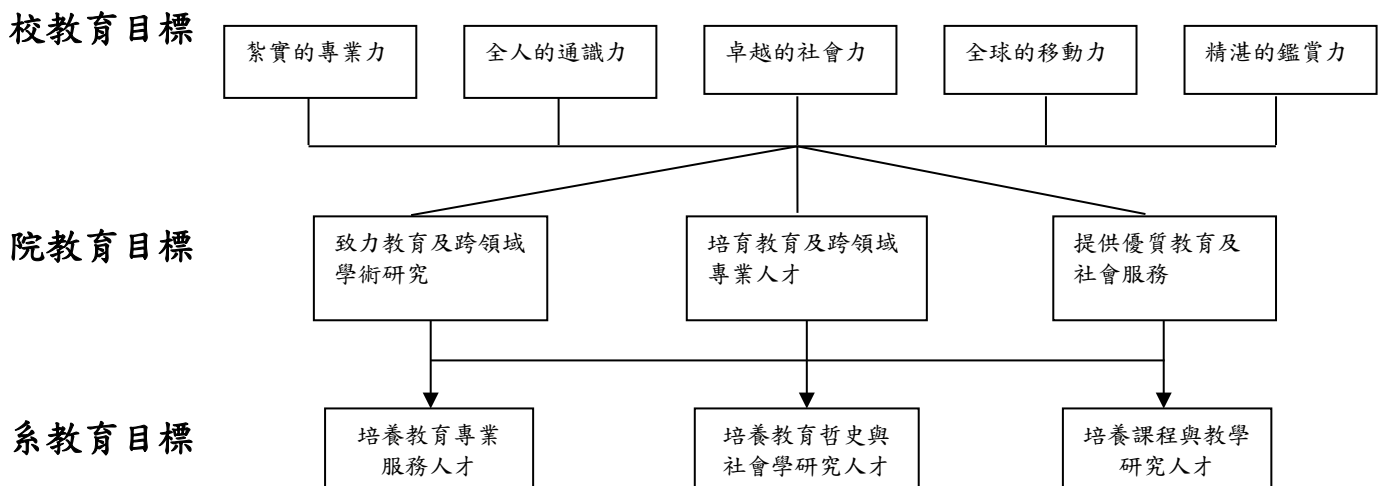 校教育目標
紮實的專業力
全人的通識力
卓越的社會力
全球的移動力
精湛的鑑賞力
院教育目標
致力教育及跨領域
學術研究
培育教育及跨領域
專業人才
提供優質教育及
社會服務
系教育目標
培養教育專業
服務人才
培養教育哲史與
社會學研究人才
培養課程與教學
研究人才